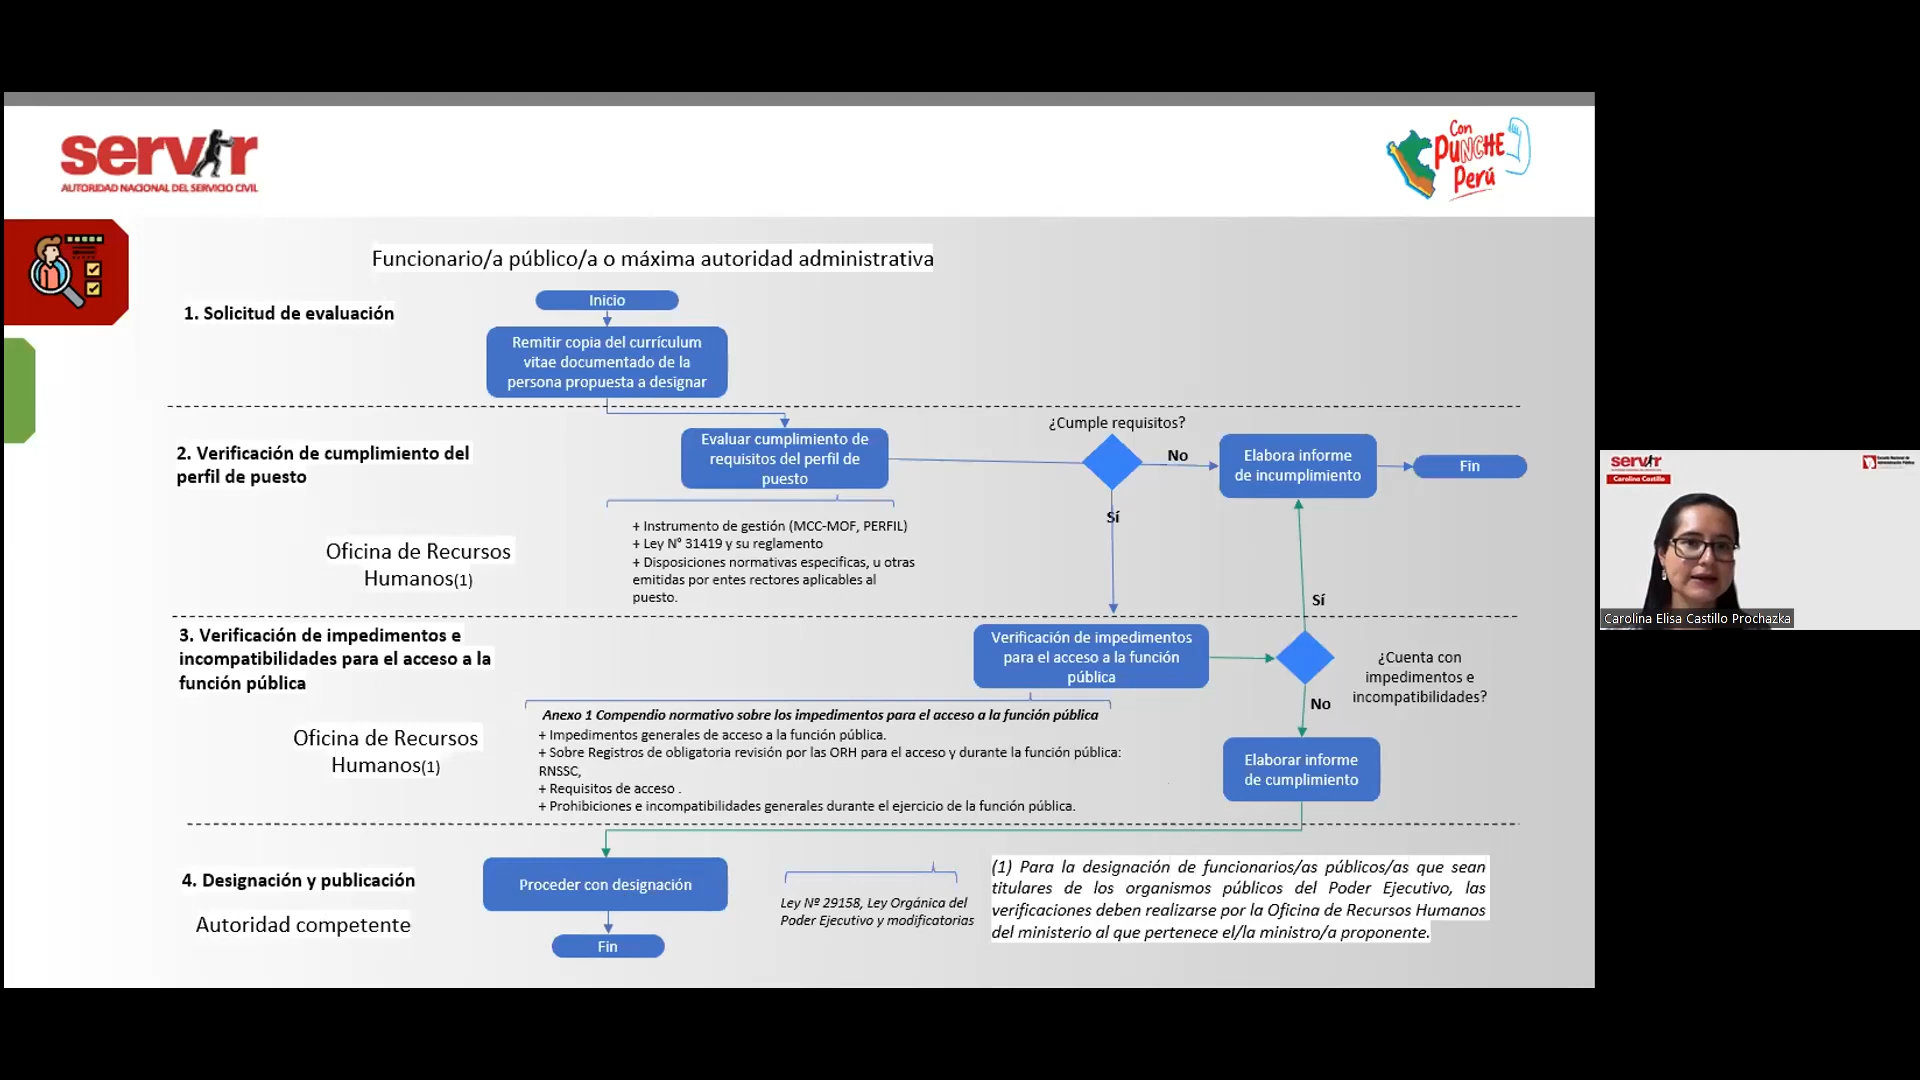 servir
AUTORIDAD NACIONAL DEL SERVICIO CIVIL
Con
PUNCHE
Perú
Funcionario/a público/a o máxima autoridad administrativa
1. Solicitud de evaluación
Inicio
Remitir copia del currículum
vitae documentado de la
persona propuesta a designar
2. Verificación de cumplimiento del
perfil de puesto
Evaluar cumplimiento de
requisitos del perfil de
puesto
¿Cumple requisitos?
No
Sí
Elabora informe
de incumplimiento
Fin
+ Instrumento de gestión (MCC-MOF, PERFIL)
+ Ley N° 31419 y su reglamento
+ Disposiciones normativas especificas, u otras
emitidas por entes rectores aplicables al
puesto.
Oficina de Recursos
Humanos(1)
3. Verificación de impedimentos e
incompatibilidades para el acceso a la
función pública
Verificación de impedimentos
para el acceso a la función
pública
Sí
¿Cuenta con
impedimentos e
incompatibilidades?
No
Anexo 1 Compendio normativo sobre los impedimentos para el acceso a la función pública
+ Impedimentos generales de acceso a la función pública.
+ Sobre Registros de obligatoria revisión por las ORH para el acceso y durante la función pública:
RNSSC,
+ Requisitos de acceso .
+ Prohibiciones e incompatibilidades generales durante el ejercicio de la función pública.
Oficina de Recursos
Humanos(1)
Elaborar informe
de cumplimiento
4. Designación y publicación
Autoridad competente
Proceder con designación
Fin
Ley Nº 29158, Ley Orgánica del
Poder Ejecutivo y modificatorias
(1) Para la designación de funcionarios/as públicos/as que sean
titulares de los organismos públicos del Poder Ejecutivo, las
verificaciones deben realizarse por la Oficina de Recursos Humanos
del ministerio al que pertenece el/la ministro/a proponente.
servir
Carolina Castillo
Carolina Elisa Castillo Prochazka